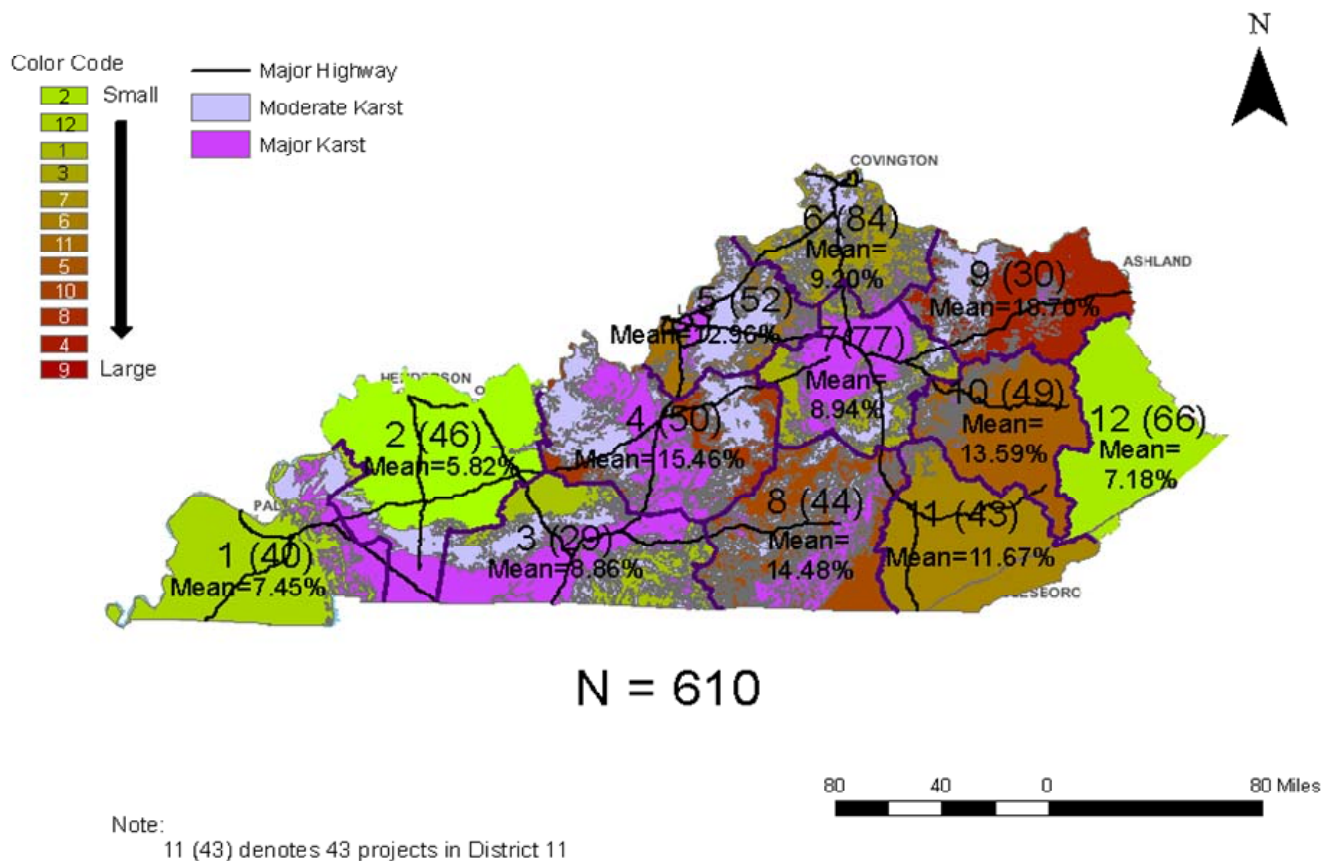 N
Color Code
2 Small
12
1
3
7
6
11
5
10
8
4
9 Large
Major Highway
Moderate Karst
Major Karst
COVINGTON
6 (84)
Mean=
9.20%
ASHLAND
9 (30)
Mean=18.70%
5 (52)
Mean=12.96%
7 (77)
Mean=
8.94%
HENDERSON
2 (46)
Mean=5.82%
4 (50)
Mean=15.46%
10 (49)
Mean=
13.59%
12 (66)
Mean=
7.18%
1 (40)
Mean=7.45%
3 (29)
Mean=8.86%
8 (44)
Mean=
14.48%
11 (43)
Mean=11.67%
N = 610
80 40 0 80 Miles
Note:
11 (43) denotes 43 projects in District 11